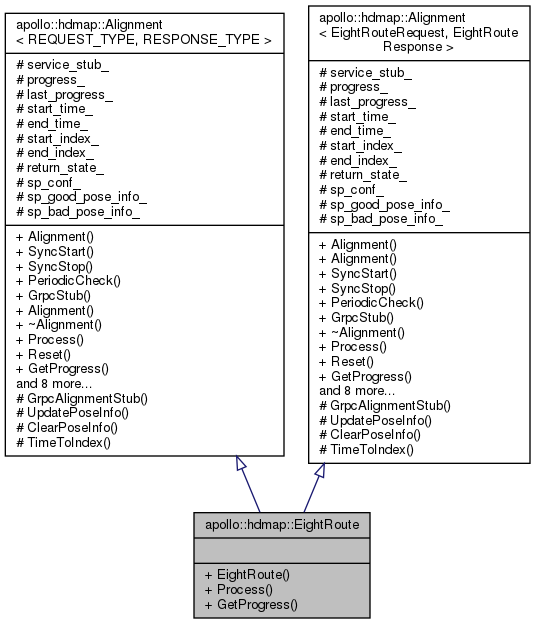 apollo::hdmap::Alignment
< REQUEST_TYPE, RESPONSE_TYPE >
# service_stub_
# progress_
# last_progress_
# start_time_
# end_time_
# start_index_
# end_index_
# return_state_
# sp_conf_
# sp_good_pose_info_
# sp_bad_pose_info_
+ Alignment()
+ SyncStart()
+ SyncStop()
+ PeriodicCheck()
+ GrpcStub()
+ Alignment()
+ ~Alignment()
+ Process()
+ Reset()
+ GetProgress()
and 8 more...
# GrpcAlignmentStub()
# UpdatePoseInfo()
# ClearPoseInfo()
# TimeToIndex()
apollo::hdmap::Alignment
< EightRouteRequest, EightRoute
Response >
# service_stub_
# progress_
# last_progress_
# start_time_
# end_time_
# start_index_
# end_index_
# return_state_
# sp_conf_
# sp_good_pose_info_
# sp_bad_pose_info_
+ Alignment()
+ Alignment()
+ SyncStart()
+ SyncStop()
+ PeriodicCheck()
+ GrpcStub()
+ ~Alignment()
+ Process()
+ Reset()
+ GetProgress()
and 8 more...
# GrpcAlignmentStub()
# UpdatePoseInfo()
# ClearPoseInfo()
# TimeToIndex()
apollo::hdmap::EightRoute
+ EightRoute()
+ Process()
+ GetProgress()